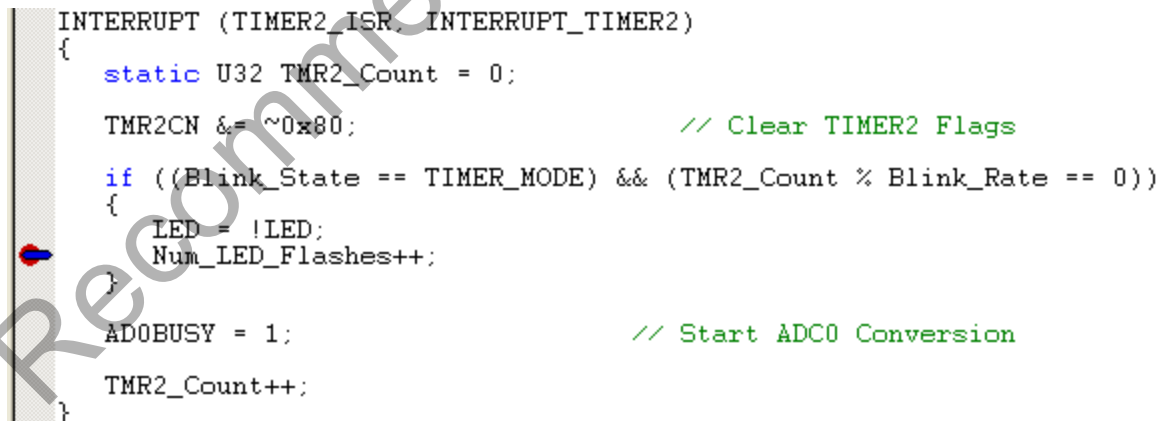 INTERRUPT (TIMER2_ISR, INTERRUPT_TIMER2)
{
static U32 TMR2_Count = 0;
TMR2CN &= ~0x80; // Clear TIMER2 Flags
if ((Blink_State == TIMER_MODE) && (TMR2_Count % Blink_Rate == 0))
{
LED = !LED;
Num_LED_Flashes++;
}
AD0BUSY = 1; // Start ADC0 Conversion
TMR2_Count++;
}
Recomme